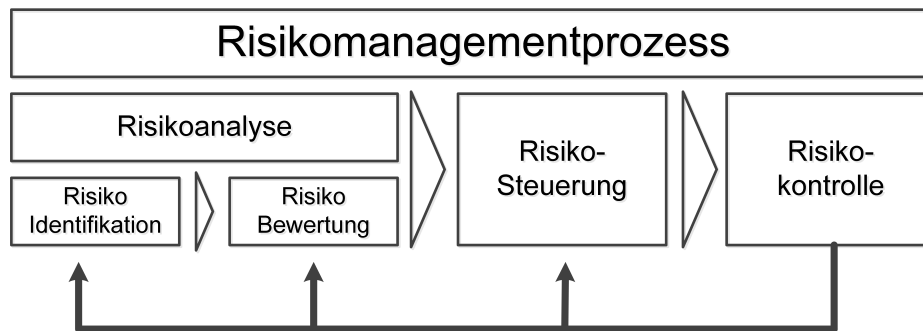 Risikomanagementprozess
Risikoanalyse
Risiko
Identifikation
Risiko
Bewertung
Risiko-
Steuerung
Risiko-
kontrolle